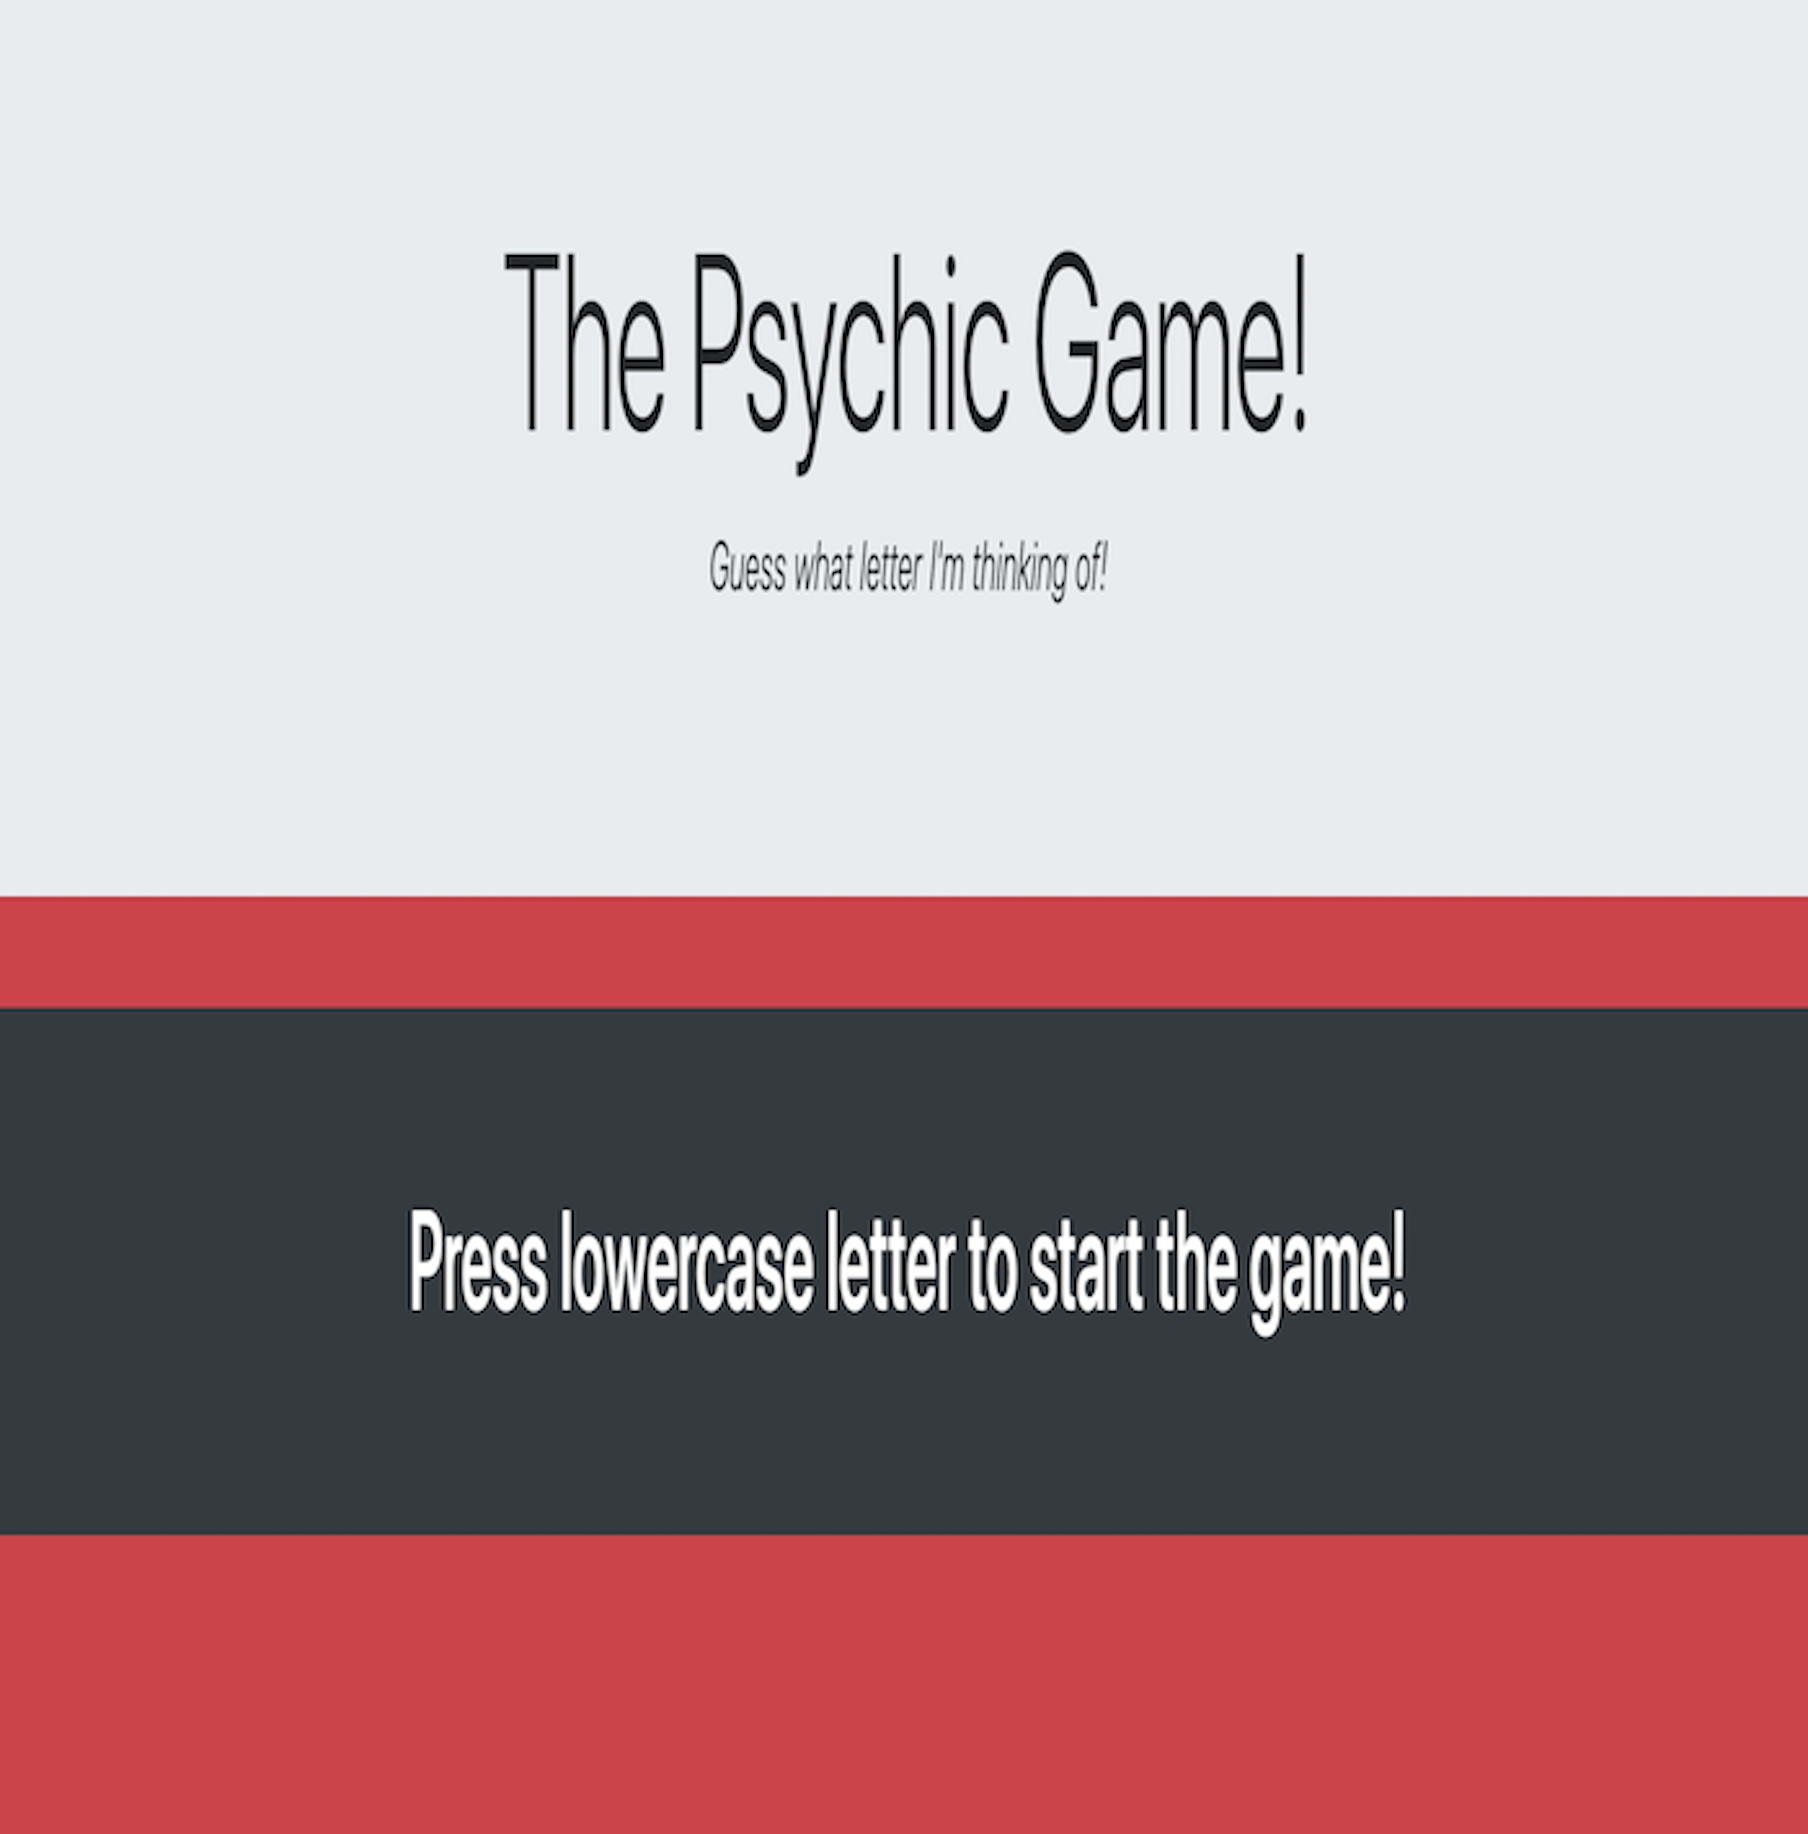 The Psychic Game!
Guess what letter I'm thinking of!
Press lowercase letter to start the game!